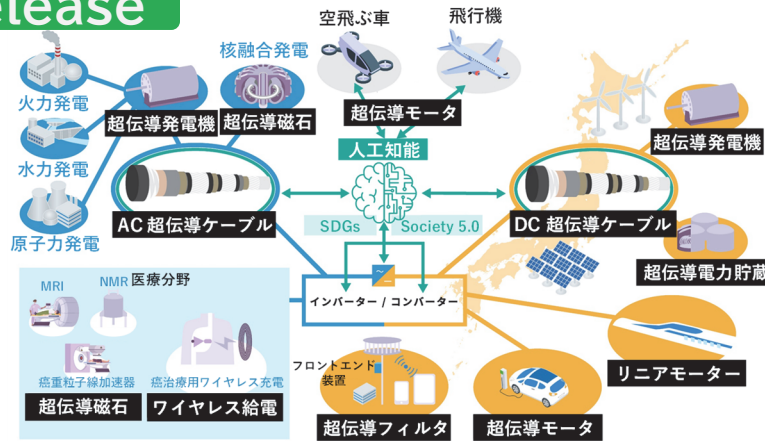 elease
空飛ぶ車
飛行機
核融合発電
火力発電
超伝導発電機
超伝導磁石
超伝導モータ
人工知能
超伝導発電機
水力発電
原子力発電
AC 超伝導ケーブル
SDGs
Society 5.0
DC 超伝導ケーブル
超伝導電力貯蔵
MRI
NMR
医療分野
~
インバーター / コンバーター
癌重粒子線加速器
癌治療用ワイヤレス充電
超伝導磁石
ワイヤレス給電
フロントエンド
装置
超伝導フィルタ
超伝導モータ
リニアモーター